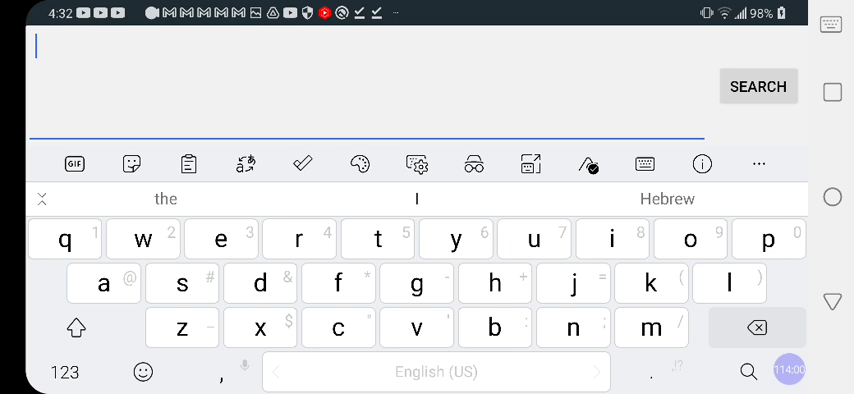 4:32 98%
SEARCH
GIF
the I Hebrew
q 1 w 2 e 3 r 4 t 5 y 6 u 7 i 8 o 9 p 0
a @ s # d & f * g - h + j = k ( l )
z _ x $ c " v ' b : n ; m /
123 , English (US) . ,!? 114:00